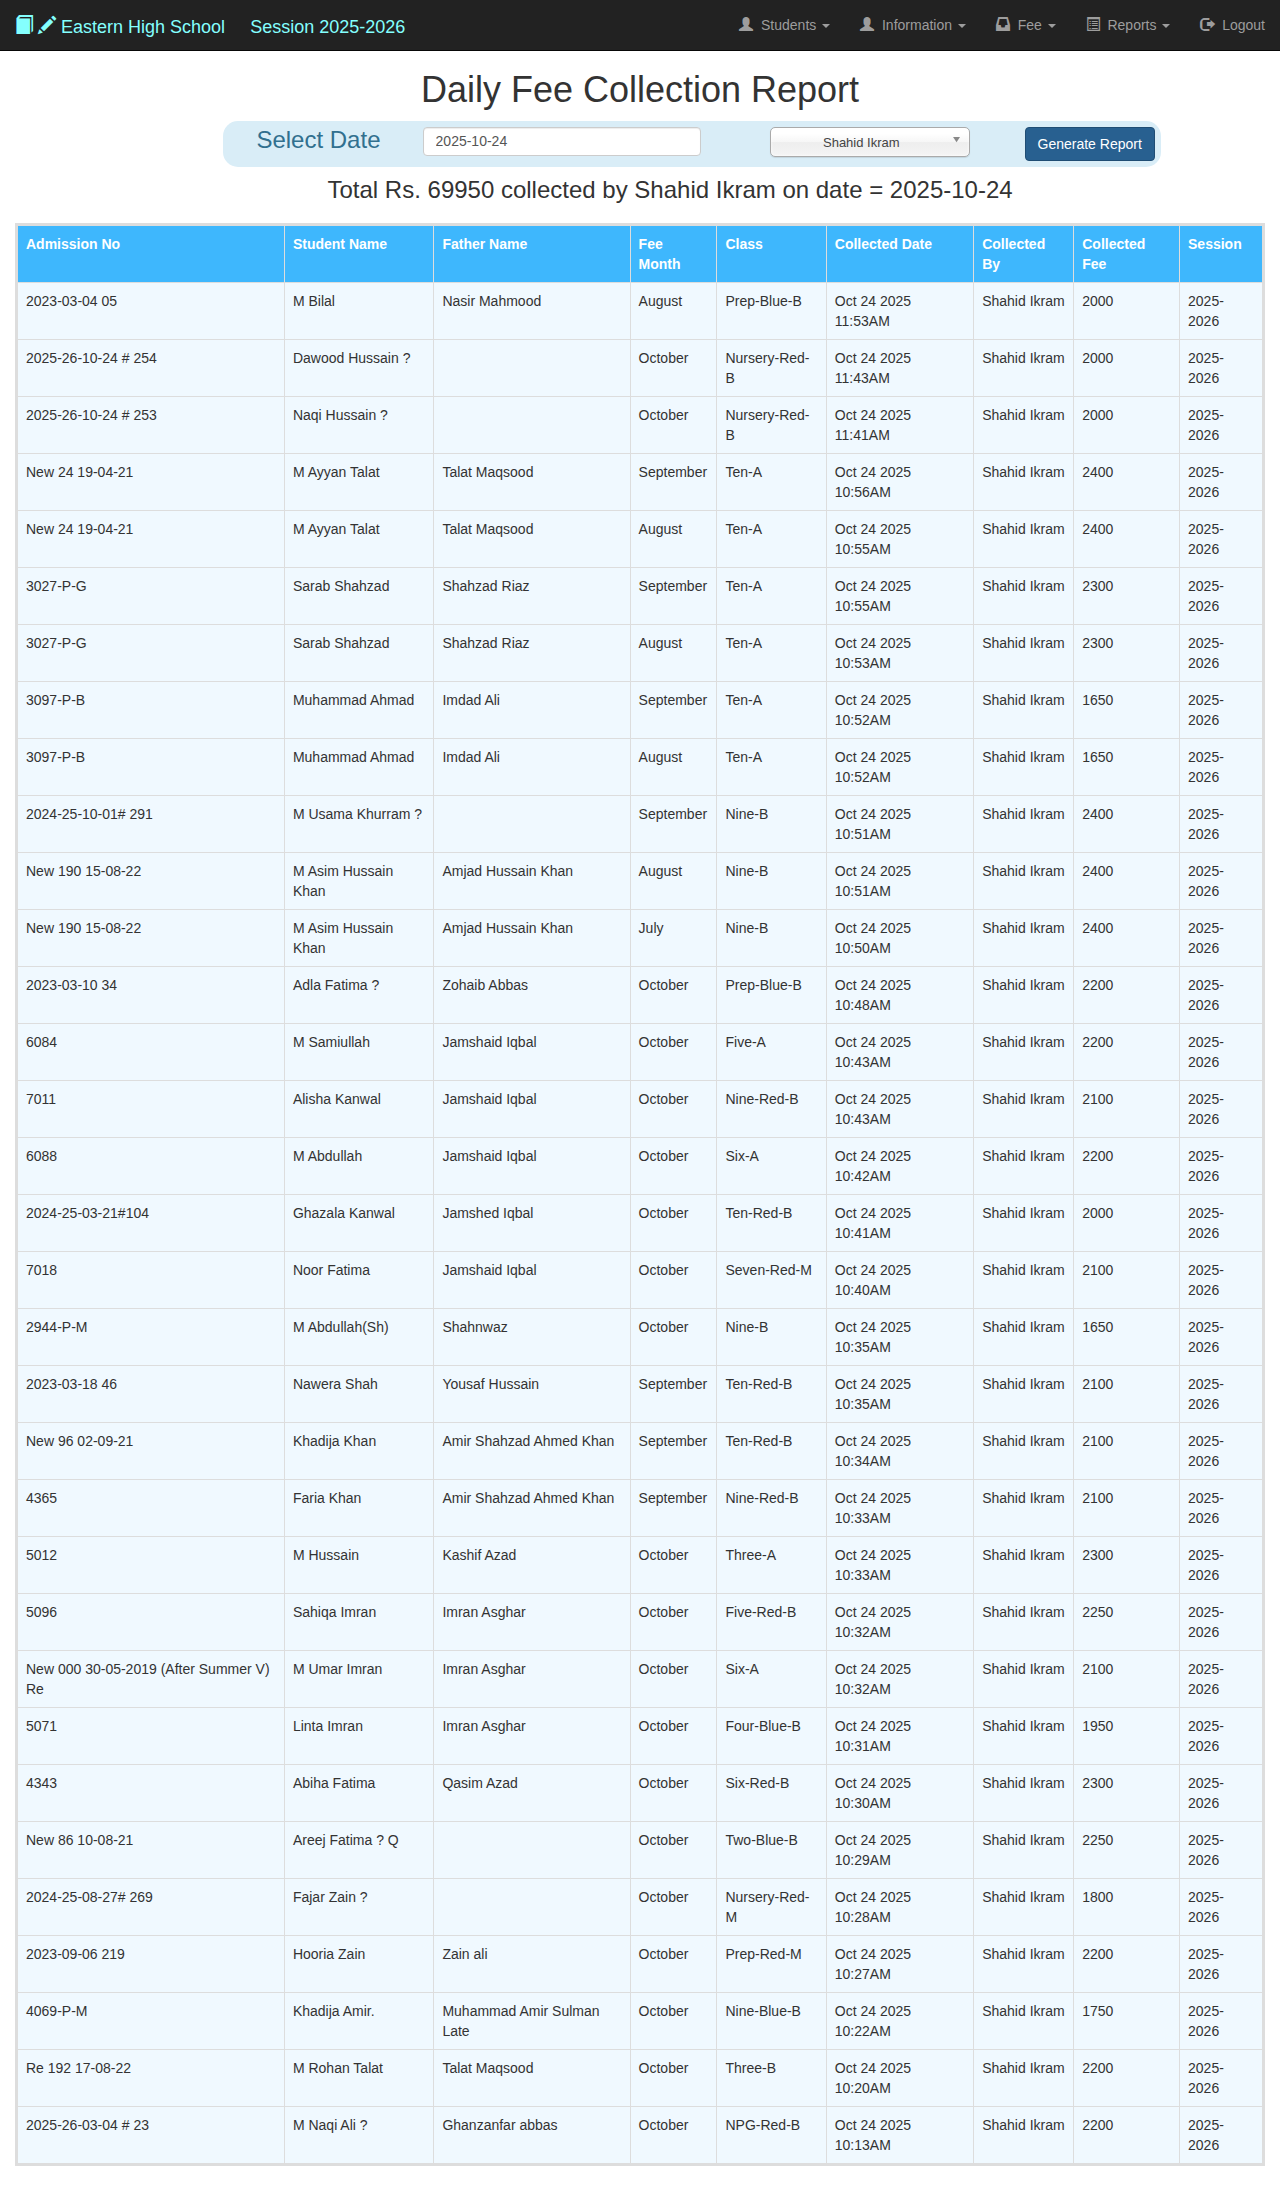 Eastern High School Session 2025-2026 Students Information Fee Reports Logout
Daily Fee Collection Report
Select Date 2025-10-24 Shahid Ikram Generate Report
Total Rs. 69950 collected by Shahid Ikram on date = 2025-10-24
Admission No Student Name Father Name Fee Month Class Collected Date Collected By Collected Fee Session
2023-03-04 05 M Bilal Nasir Mahmood August Prep-Blue-B Oct 24 2025 11:53AM Shahid Ikram 2000 2025-2026
2025-26-10-24 # 254 Dawood Hussain ? October Nursery-Red-B Oct 24 2025 11:43AM Shahid Ikram 2000 2025-2026
2025-26-10-24 # 253 Naqi Hussain ? October Nursery-Red-B Oct 24 2025 11:41AM Shahid Ikram 2000 2025-2026
New 24 19-04-21 M Ayyan Talat Talat Maqsood September Ten-A Oct 24 2025 10:56AM Shahid Ikram 2400 2025-2026
New 24 19-04-21 M Ayyan Talat Talat Maqsood August Ten-A Oct 24 2025 10:55AM Shahid Ikram 2400 2025-2026
3027-P-G Sarab Shahzad Shahzad Riaz September Ten-A Oct 24 2025 10:55AM Shahid Ikram 2300 2025-2026
3027-P-G Sarab Shahzad Shahzad Riaz August Ten-A Oct 24 2025 10:53AM Shahid Ikram 2300 2025-2026
3097-P-B Muhammad Ahmad Imdad Ali September Ten-A Oct 24 2025 10:52AM Shahid Ikram 1650 2025-2026
3097-P-B Muhammad Ahmad Imdad Ali August Ten-A Oct 24 2025 10:52AM Shahid Ikram 1650 2025-2026
2024-25-10-01# 291 M Usama Khurram ? September Nine-B Oct 24 2025 10:51AM Shahid Ikram 2400 2025-2026
New 190 15-08-22 M Asim Hussain Khan Amjad Hussain Khan August Nine-B Oct 24 2025 10:51AM Shahid Ikram 2400 2025-2026
New 190 15-08-22 M Asim Hussain Khan Amjad Hussain Khan July Nine-B Oct 24 2025 10:50AM Shahid Ikram 2400 2025-2026
2023-03-10 34 Adla Fatima ? Zohaib Abbas October Prep-Blue-B Oct 24 2025 10:48AM Shahid Ikram 2200 2025-2026
6084 M Samiullah Jamshaid Iqbal October Five-A Oct 24 2025 10:43AM Shahid Ikram 2200 2025-2026
7011 Alisha Kanwal Jamshaid Iqbal October Nine-Red-B Oct 24 2025 10:43AM Shahid Ikram 2100 2025-2026
6088 M Abdullah Jamshaid Iqbal October Six-A Oct 24 2025 10:42AM Shahid Ikram 2200 2025-2026
2024-25-03-21#104 Ghazala Kanwal Jamshed Iqbal October Ten-Red-B Oct 24 2025 10:41AM Shahid Ikram 2000 2025-2026
7018 Noor Fatima Jamshaid Iqbal October Seven-Red-M Oct 24 2025 10:40AM Shahid Ikram 2100 2025-2026
2944-P-M M Abdullah(Sh) Shahnwaz October Nine-B Oct 24 2025 10:35AM Shahid Ikram 1650 2025-2026
2023-03-18 46 Nawera Shah Yousaf Hussain September Ten-Red-B Oct 24 2025 10:35AM Shahid Ikram 2100 2025-2026
New 96 02-09-21 Khadija Khan Amir Shahzad Ahmed Khan September Ten-Red-B Oct 24 2025 10:34AM Shahid Ikram 2100 2025-2026
4365 Faria Khan Amir Shahzad Ahmed Khan September Nine-Red-B Oct 24 2025 10:33AM Shahid Ikram 2100 2025-2026
5012 M Hussain Kashif Azad October Three-A Oct 24 2025 10:33AM Shahid Ikram 2300 2025-2026
5096 Sahiqa Imran Imran Asghar October Five-Red-B Oct 24 2025 10:32AM Shahid Ikram 2250 2025-2026
New 000 30-05-2019 (After Summer V) Re M Umar Imran Imran Asghar October Six-A Oct 24 2025 10:32AM Shahid Ikram 2100 2025-2026
5071 Linta Imran Imran Asghar October Four-Blue-B Oct 24 2025 10:31AM Shahid Ikram 1950 2025-2026
4343 Abiha Fatima Qasim Azad October Six-Red-B Oct 24 2025 10:30AM Shahid Ikram 2300 2025-2026
New 86 10-08-21 Areej Fatima ? Q October Two-Blue-B Oct 24 2025 10:29AM Shahid Ikram 2250 2025-2026
2024-25-08-27# 269 Fajar Zain ? October Nursery-Red-M Oct 24 2025 10:28AM Shahid Ikram 1800 2025-2026
2023-09-06 219 Hooria Zain Zain ali October Prep-Red-M Oct 24 2025 10:27AM Shahid Ikram 2200 2025-2026
4069-P-M Khadija Amir. Muhammad Amir Sulman Late October Nine-Blue-B Oct 24 2025 10:22AM Shahid Ikram 1750 2025-2026
Re 192 17-08-22 M Rohan Talat Talat Maqsood October Three-B Oct 24 2025 10:20AM Shahid Ikram 2200 2025-2026
2025-26-03-04 # 23 M Naqi Ali ? Ghanzanfar abbas October NPG-Red-B Oct 24 2025 10:13AM Shahid Ikram 2200 2025-2026